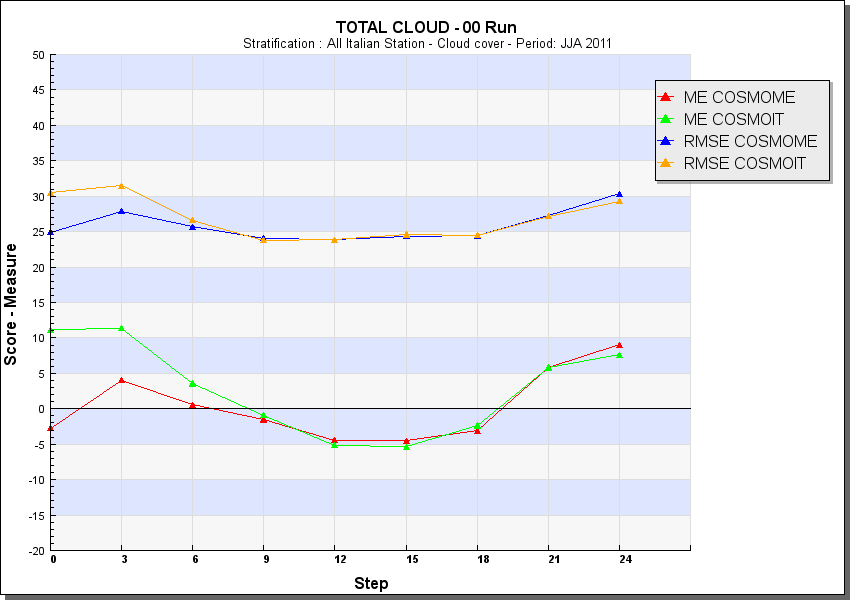 TOTAL CLOUD - 00 Run
Stratification : All Italian Station - Cloud cover - Period: JJA 2011
ME COSMOME
ME COSMOIT
RMSE COSMOME
RMSE COSMOIT
Score - Measure
50
45
40
35
30
25
20
15
10
5
0
-5
-10
-15
-20
0 3 6 9 12 15 18 21 24
Step